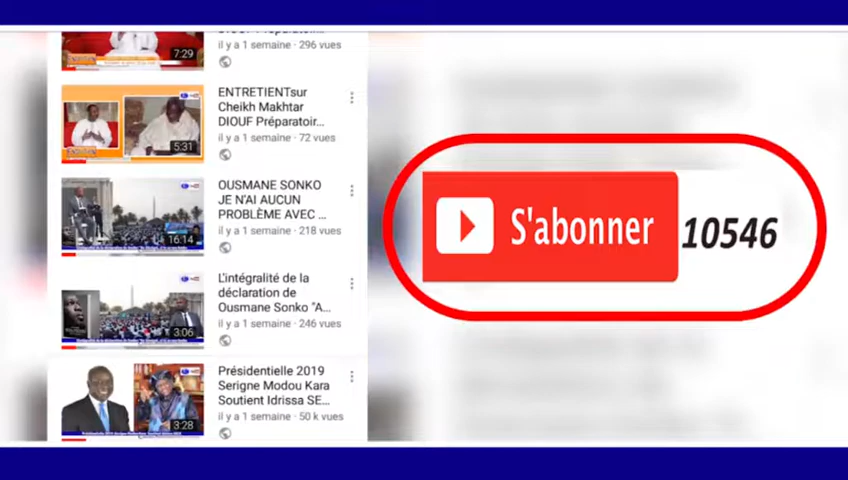 il y a 1 semaine · 296 vues
7:29
ENTRETIENsur
Cheikh Makhtar
DIOUF Préparatoir...
il y a 1 semaine · 72 vues
5:31
OUSMANE SONKO
JE N'AI AUCUN
PROBLÈME AVEC ...
il y a 1 semaine · 218 vues
16:14
L'intégralité de la
déclaration de
Ousmane Sonko "A...
il y a 1 semaine · 246 vues
3:06
Présidentielle 2019
Serigne Modou Kara
Soutient Idrissa SE...
il y a 1 semaine · 50 k vues
3:28
S'abonner
10546